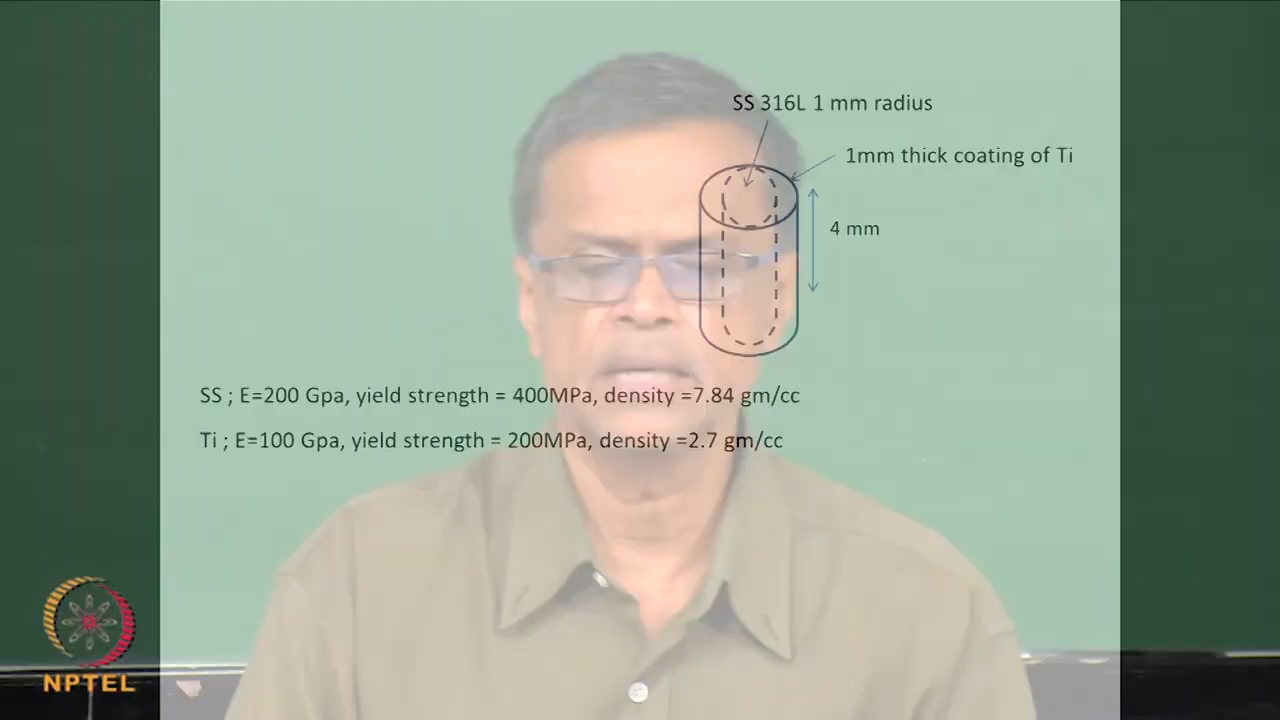 SS 316L 1 mm radius
1mm thick coating of Ti
4 mm
SS ; E=200 Gpa, yield strength = 400MPa, density =7.84 gm/cc
Ti ; E=100 Gpa, yield strength = 200MPa, density =2.7 gm/cc
NPTEL